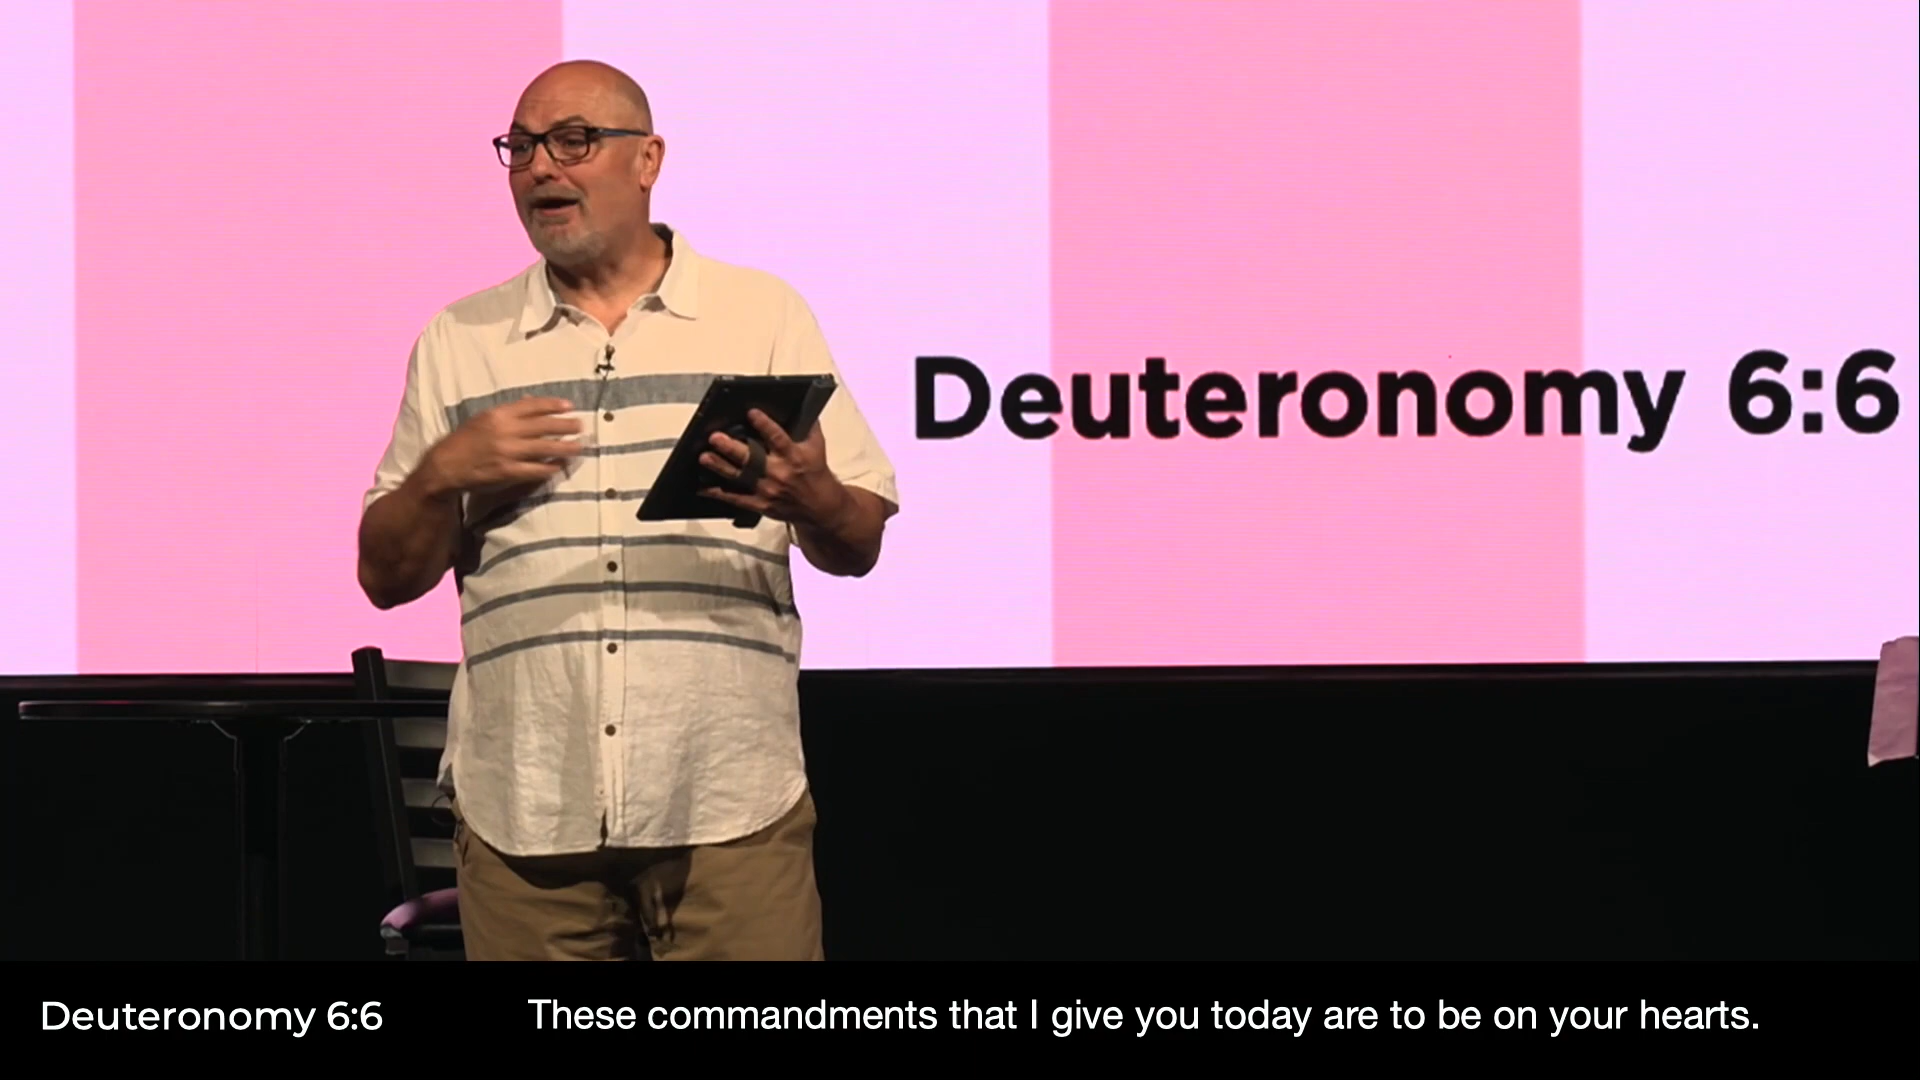 Deuteronomy 6:6
Deuteronomy 6:6
These commandments that I give you today are to be on your hearts.